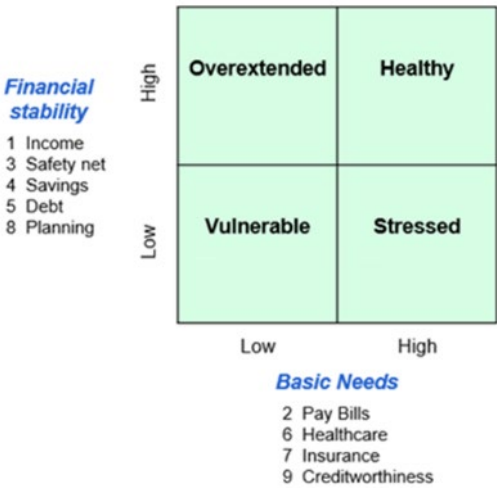 Financial
stability
1 Income
3 Safety net
4 Savings
5 Debt
8 Planning
High
Low
Overextended
Healthy
Vulnerable
Stressed
Low
High
Basic Needs
2 Pay Bills
6 Healthcare
7 Insurance
9 Creditworthiness